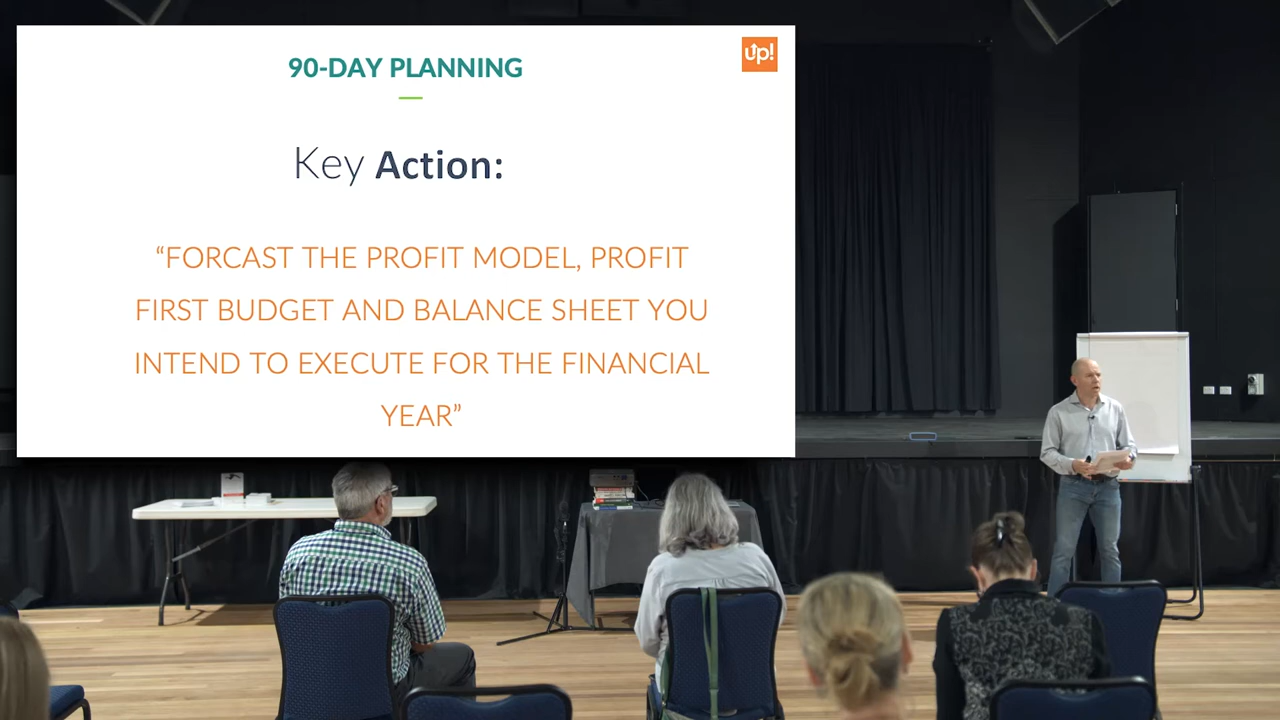 90-DAY PLANNING
up!
Key Action:
“FORCAST THE PROFIT MODEL, PROFIT
FIRST BUDGET AND BALANCE SHEET YOU
INTEND TO EXECUTE FOR THE FINANCIAL
YEAR”